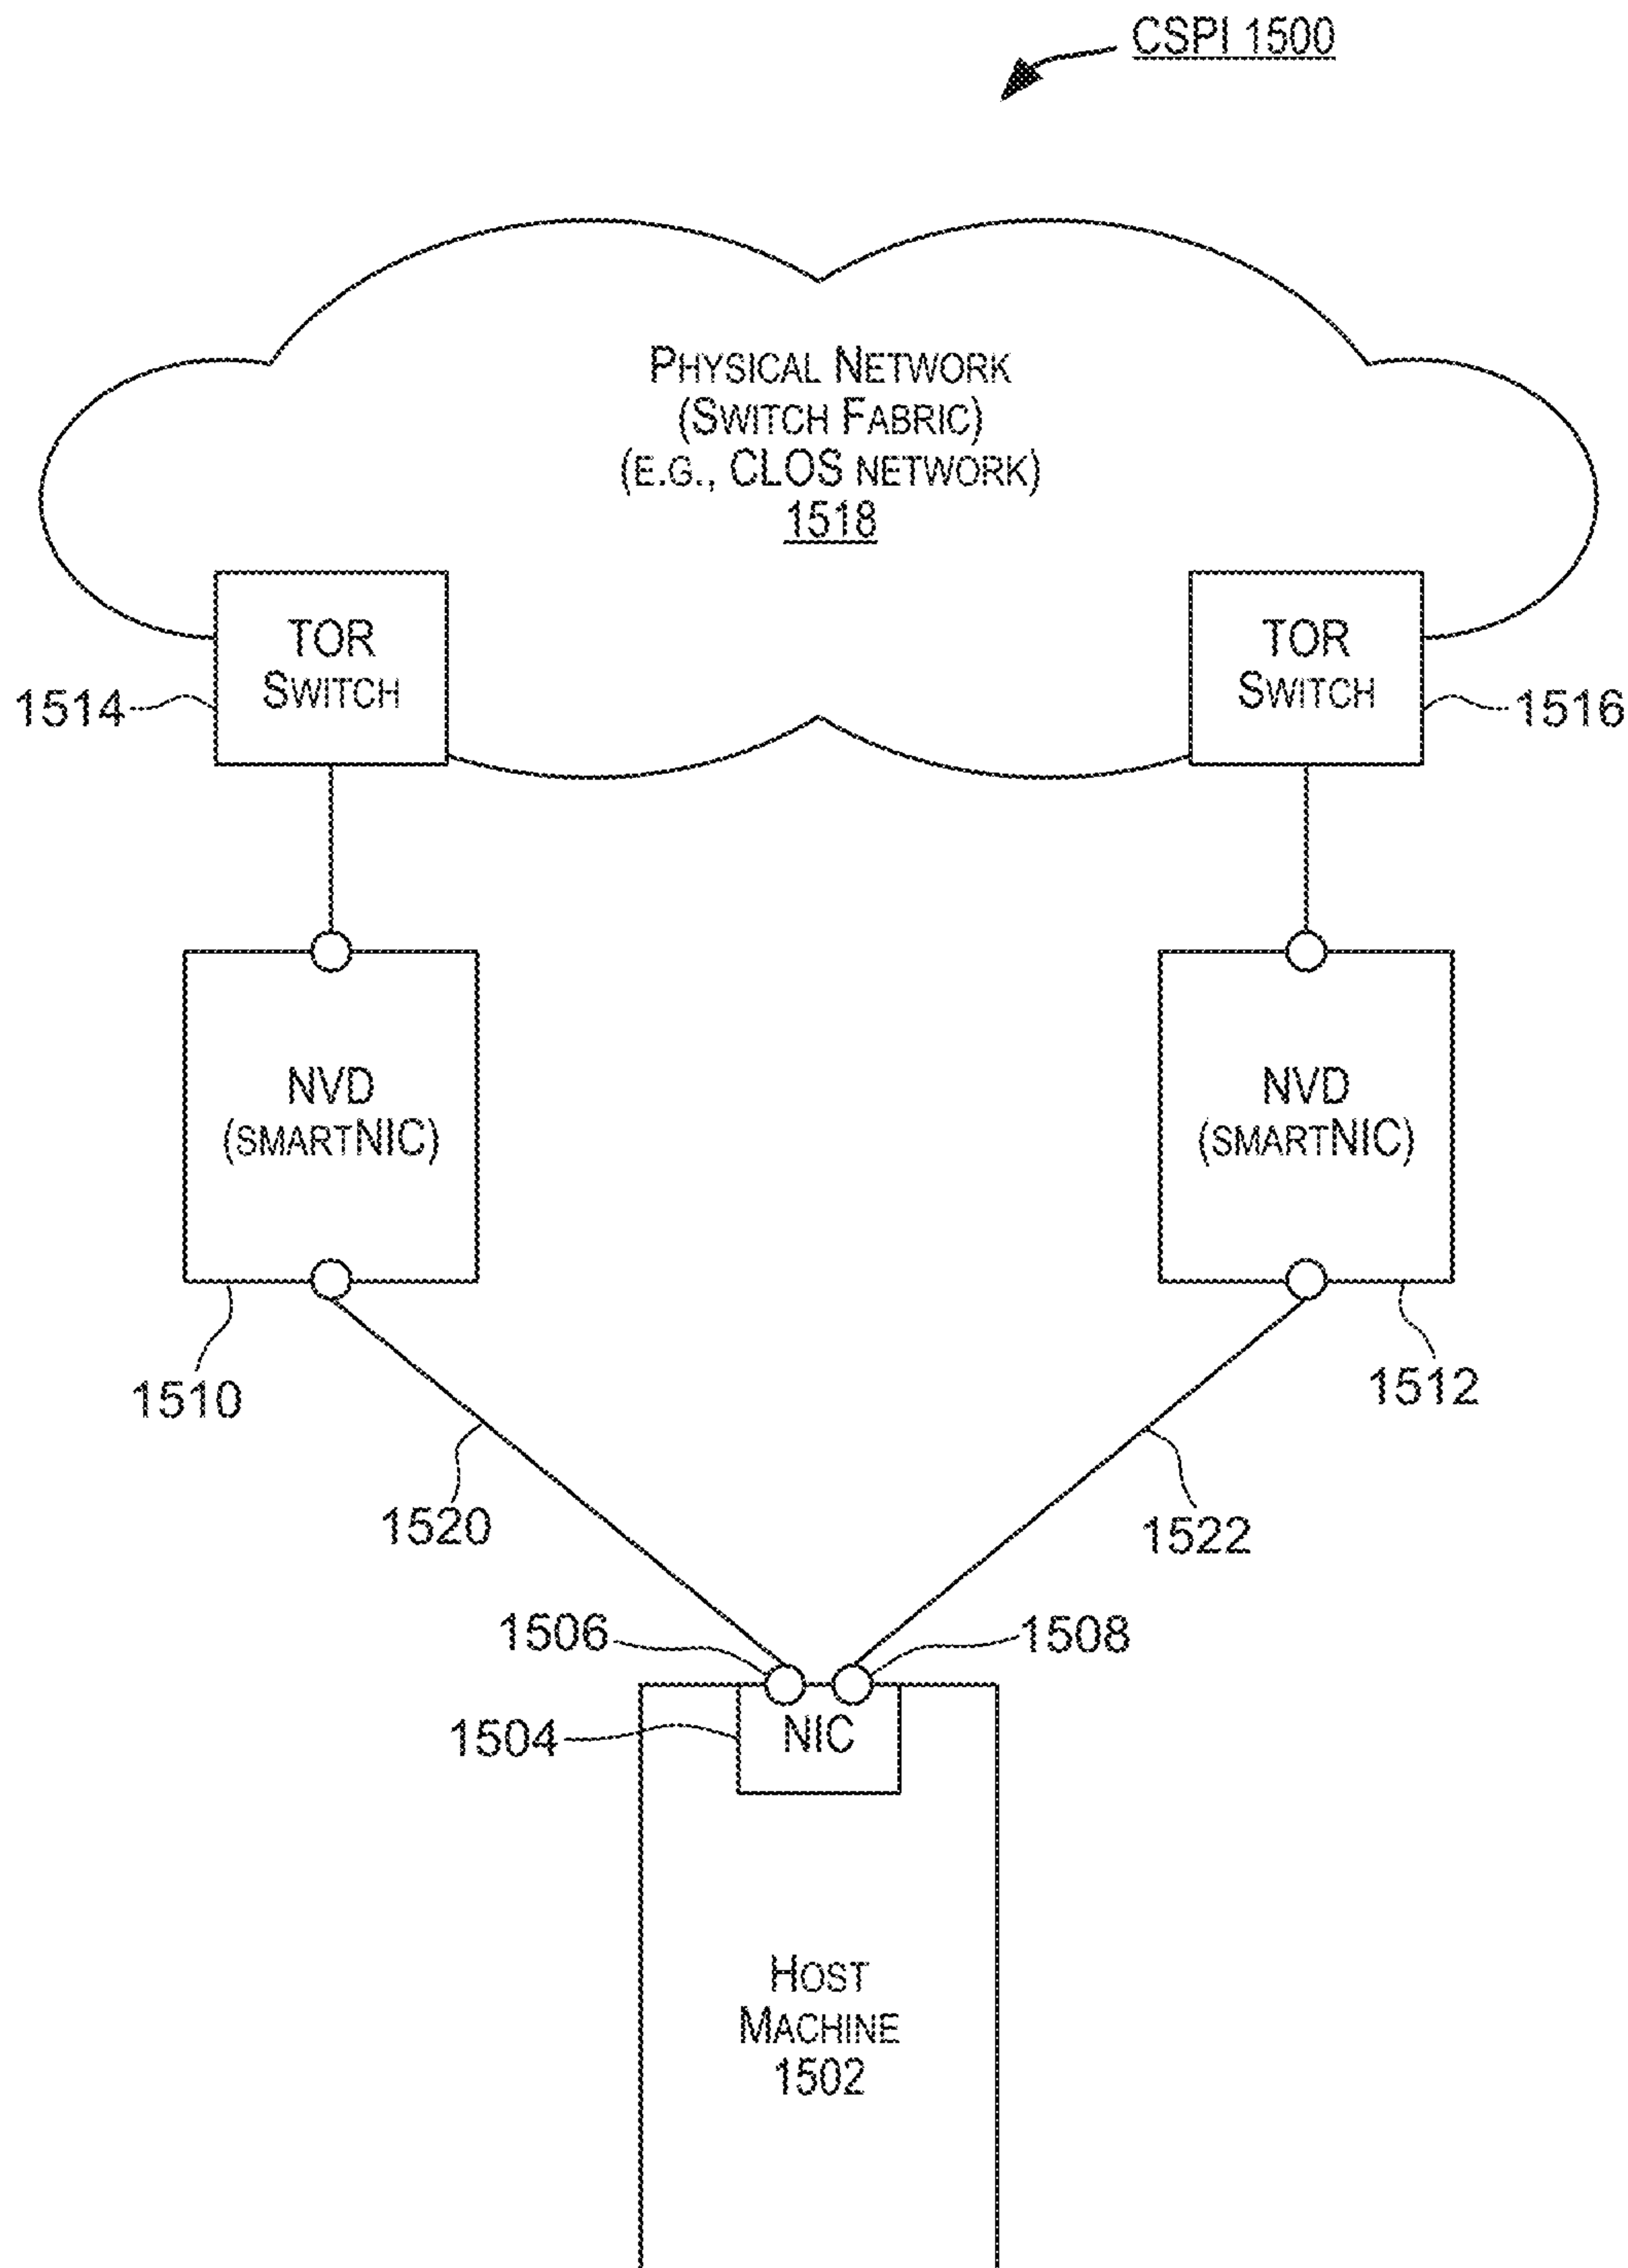 CSPI 1500
PHYSICAL NETWORK
(SWITCH FABRIC)
(E.G., CLOS NETWORK)
1518
TOR
SWITCH
TOR
SWITCH
1514
1516
NVD
(SMARTNIC)
NVD
(SMARTNIC)
1510
1512
1520
1522
1506
1508
1504
NIC
HOST
MACHINE
1502